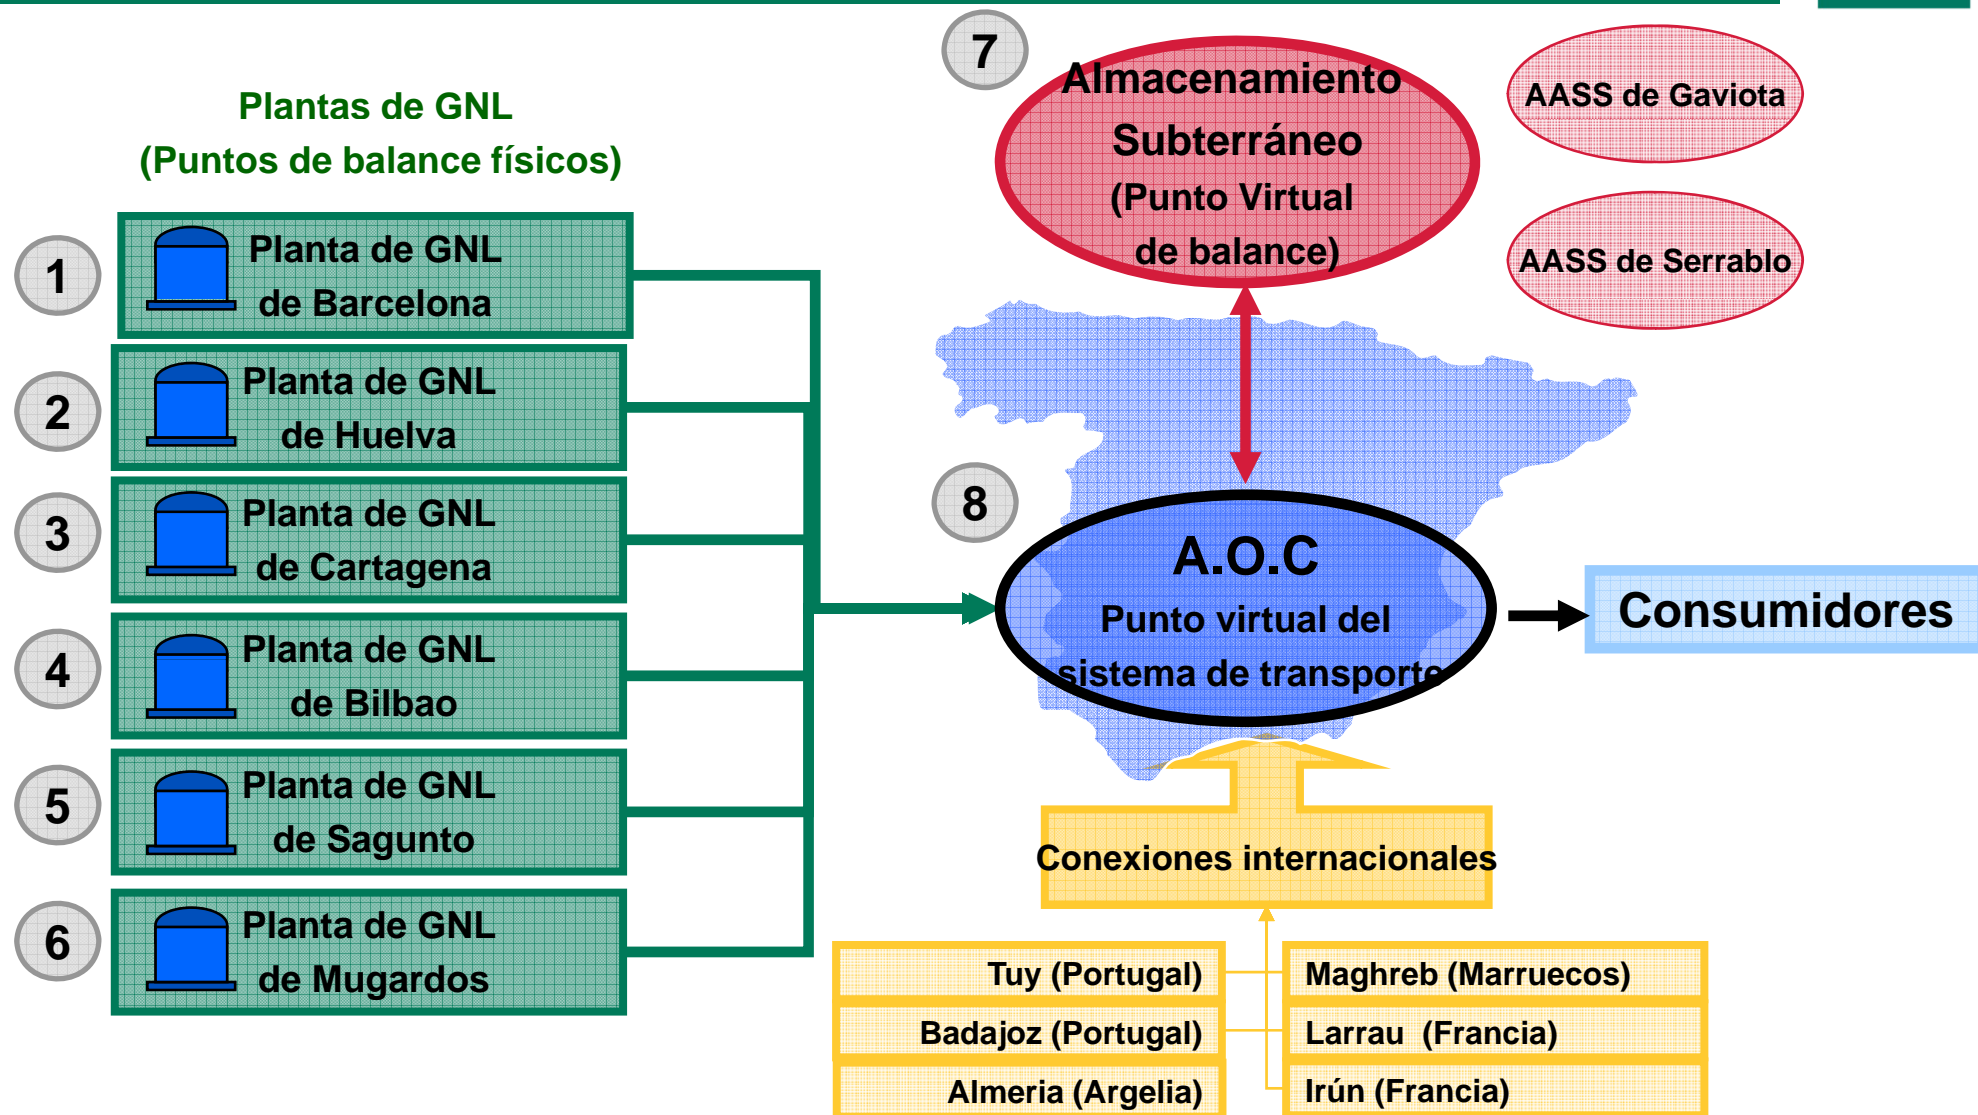 Plantas de GNL
(Puntos de balance físicos)
1
Planta de GNL
de Barcelona
2
Planta de GNL
de Huelva
3
Planta de GNL
de Cartagena
4
Planta de GNL
de Bilbao
5
Planta de GNL
de Sagunto
6
Planta de GNL
de Mugardos
7
Almacenamiento
Subterráneo
(Punto Virtual
de balance)
AASS de Gaviota
AASS de Serrablo
8
A.O.C
Punto virtual del
sistema de transporte
Consumidores
Conexiones internacionales
Tuy (Portugal)
Maghreb (Marruecos)
Badajoz (Portugal)
Larrau (Francia)
Almeria (Argelia)
Irún (Francia)